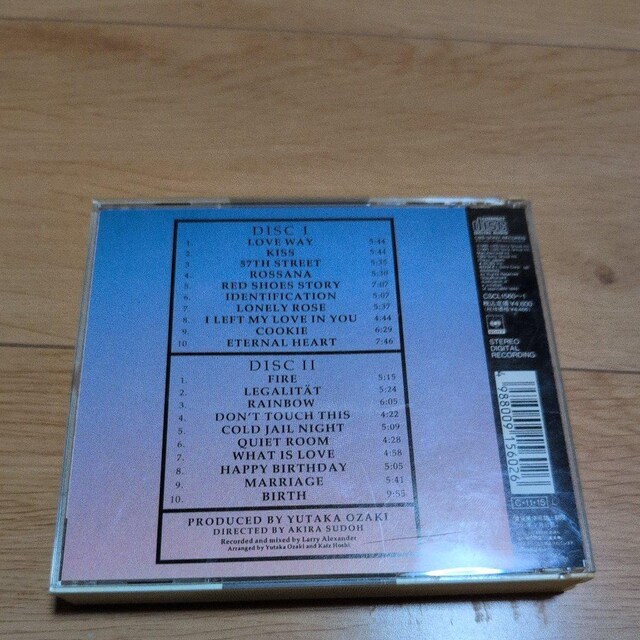 DISC I
1. LOVE WAY 5:44
2. KISS 5:44
3. 57TH STREET 5:35
4. ROSSANA 5:30
5. RED SHOES STORY 7:07
6. IDENTIFICATION 5:07
7. LONELY ROSE 5:37
8. I LEFT MY LOVE IN YOU 4:44
9. COOKIE 6:29
10. ETERNAL HEART 7:46
DISC II
1. FIRE 5:15
2. LEGALITÄT 5:24
3. RAINBOW 6:05
4. DON'T TOUCH THIS 4:22
5. COLD JAIL NIGHT 5:09
6. QUIET ROOM 4:28
7. WHAT IS LOVE 4:58
8. HAPPY BIRTHDAY 5:05
9. MARRIAGE 5:41
10. BIRTH 9:55
PRODUCED BY YUTAKA OZAKI
DIRECTED BY AKIRA SUDOH
Recorded and mixed by Larry Alexander
Arranged by Yutaka Ozaki and Katz Hoshi
STEREO
DIGITAL
RECORDING
4 988009 156026